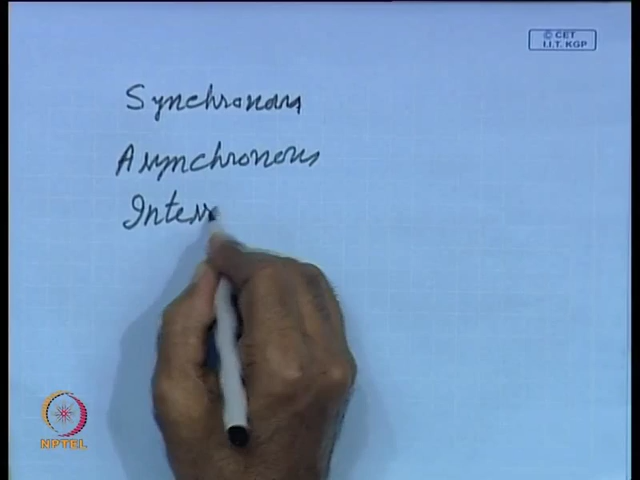 © CET
I.I.T. KGP
Synchronous
Asynchronous
Inter
NPTEL